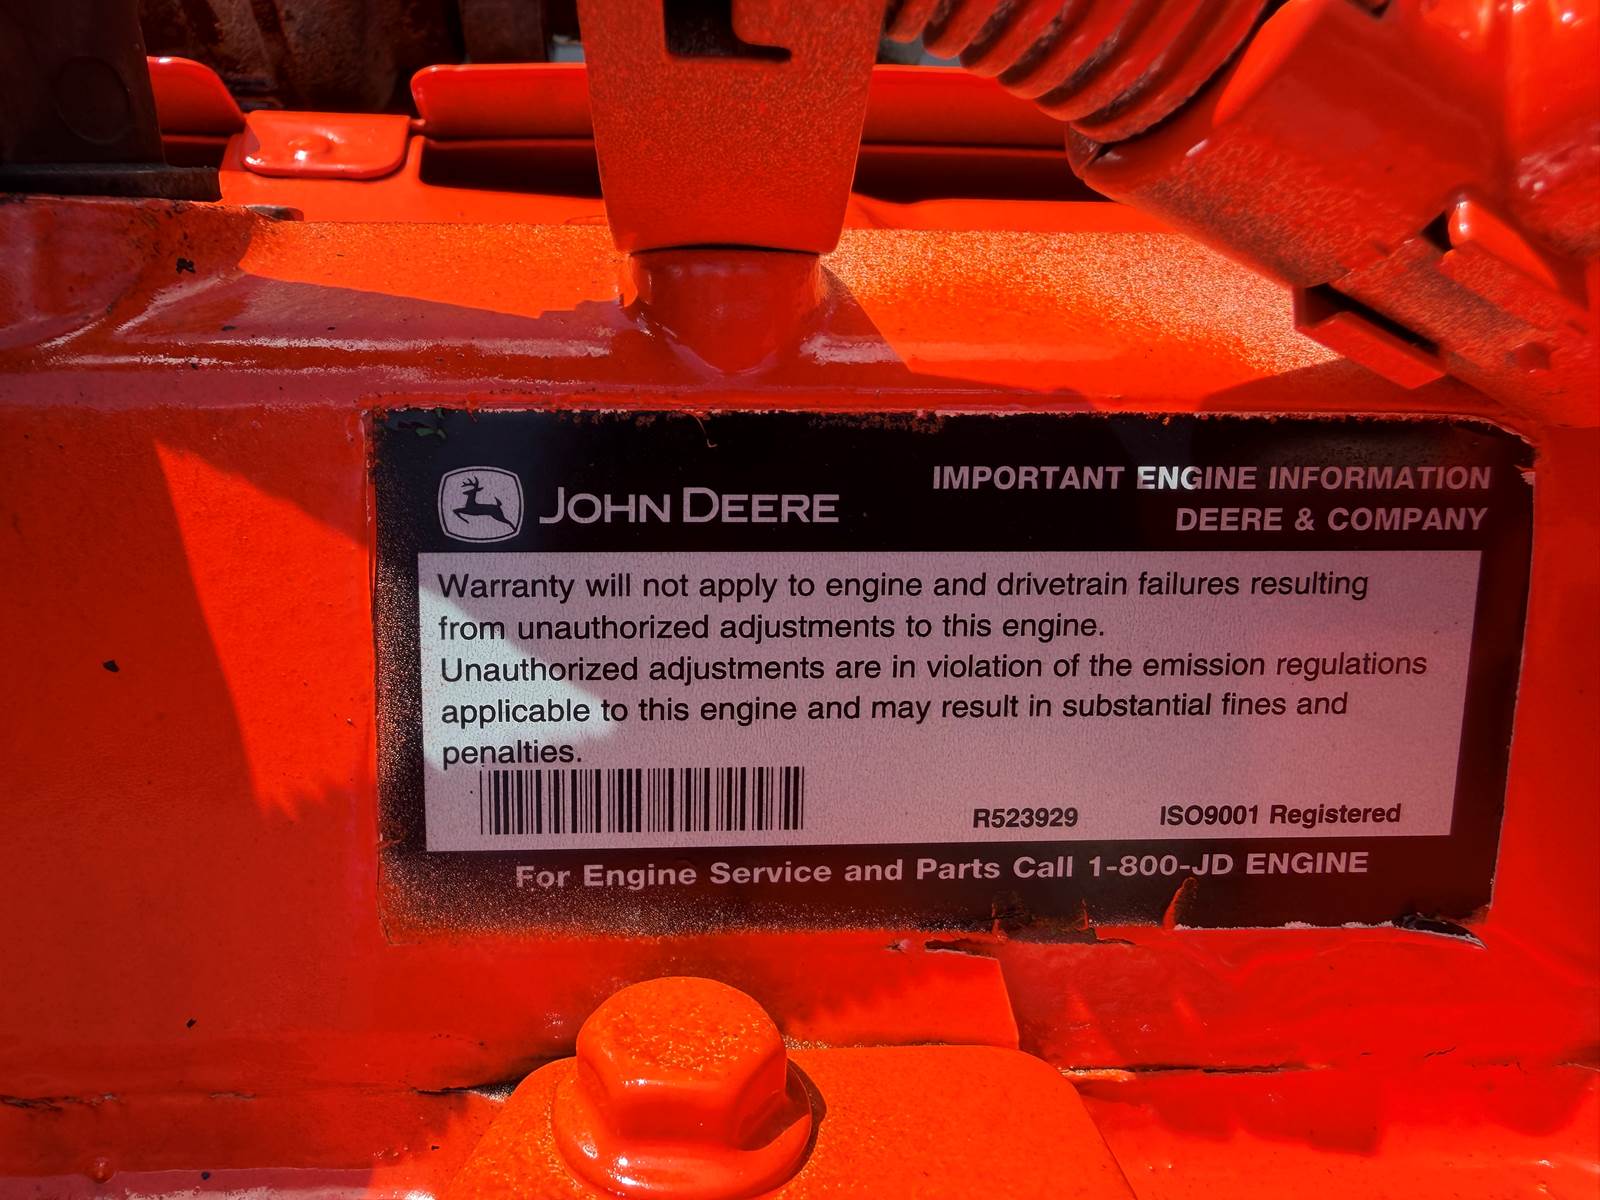 JOHN DEERE
IMPORTANT ENGINE INFORMATION
DEERE & COMPANY
Warranty will not apply to engine and drivetrain failures resulting
from unauthorized adjustments to this engine.
Unauthorized adjustments are in violation of the emission regulations
applicable to this engine and may result in substantial fines and
penalties.
R523929 ISO9001 Registered
For Engine Service and Parts Call 1-800-JD ENGINE